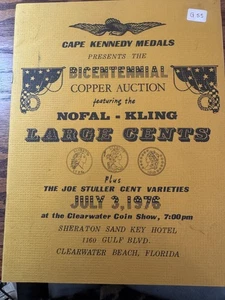 CAPE KENNEDY MEDALS
PRESENTS THE
BICENTENNIAL
COPPER AUCTION
featuring the
NOFAL - KLING
LARGE CENTS
Plus
THE JOE STULLER CENT VARIETIES
JULY 3, 1976
at the Clearwater Coin Show, 7:00pm
SHERATON SAND KEY HOTEL
1160 GULF BLVD.
CLEARWATER BEACH, FLORIDA